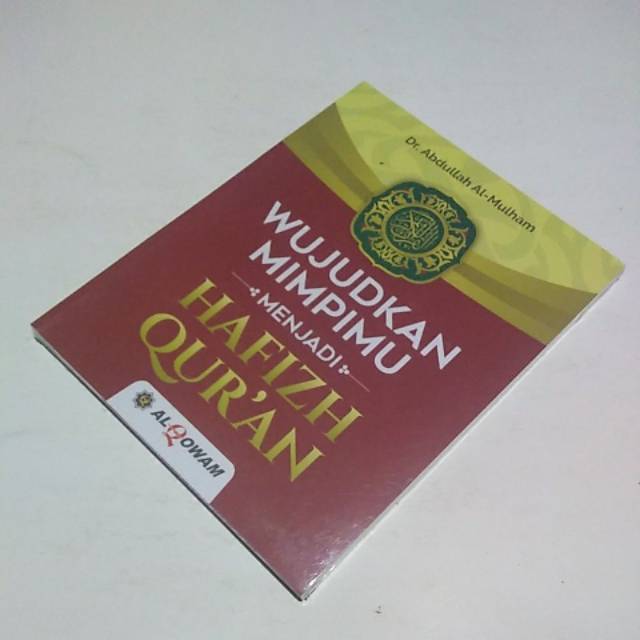 Dr. Abdullah Al-Mulham
WUJUDKAN
MIMPIMU
MENJADI
HAFIZH
QUR'AN
ALQOWAM